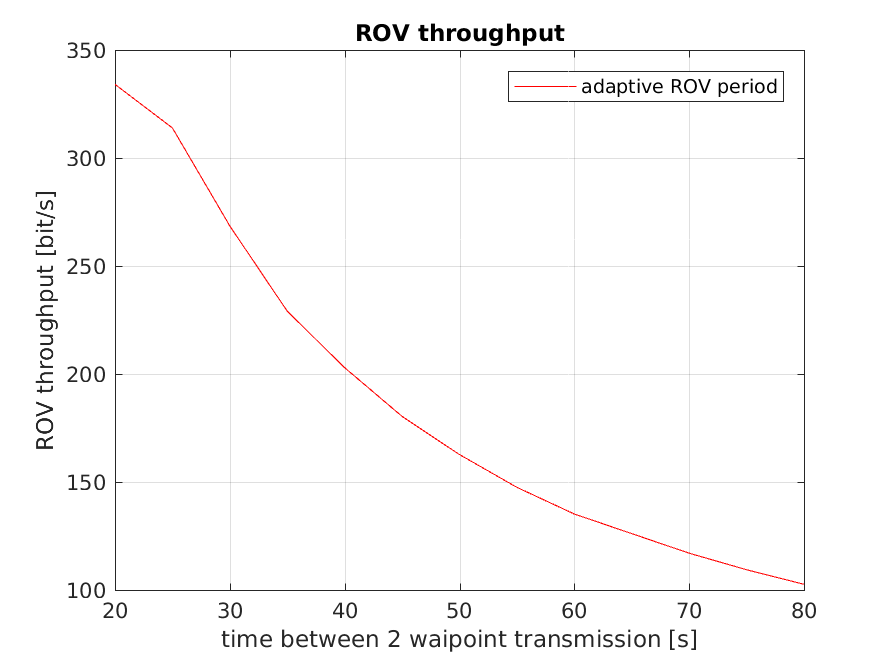 ROV throughput
adaptive ROV period
ROV throughput [bit/s]
350
300
250
200
150
100
20 30 40 50 60 70 80
time between 2 waipoint transmission [s]